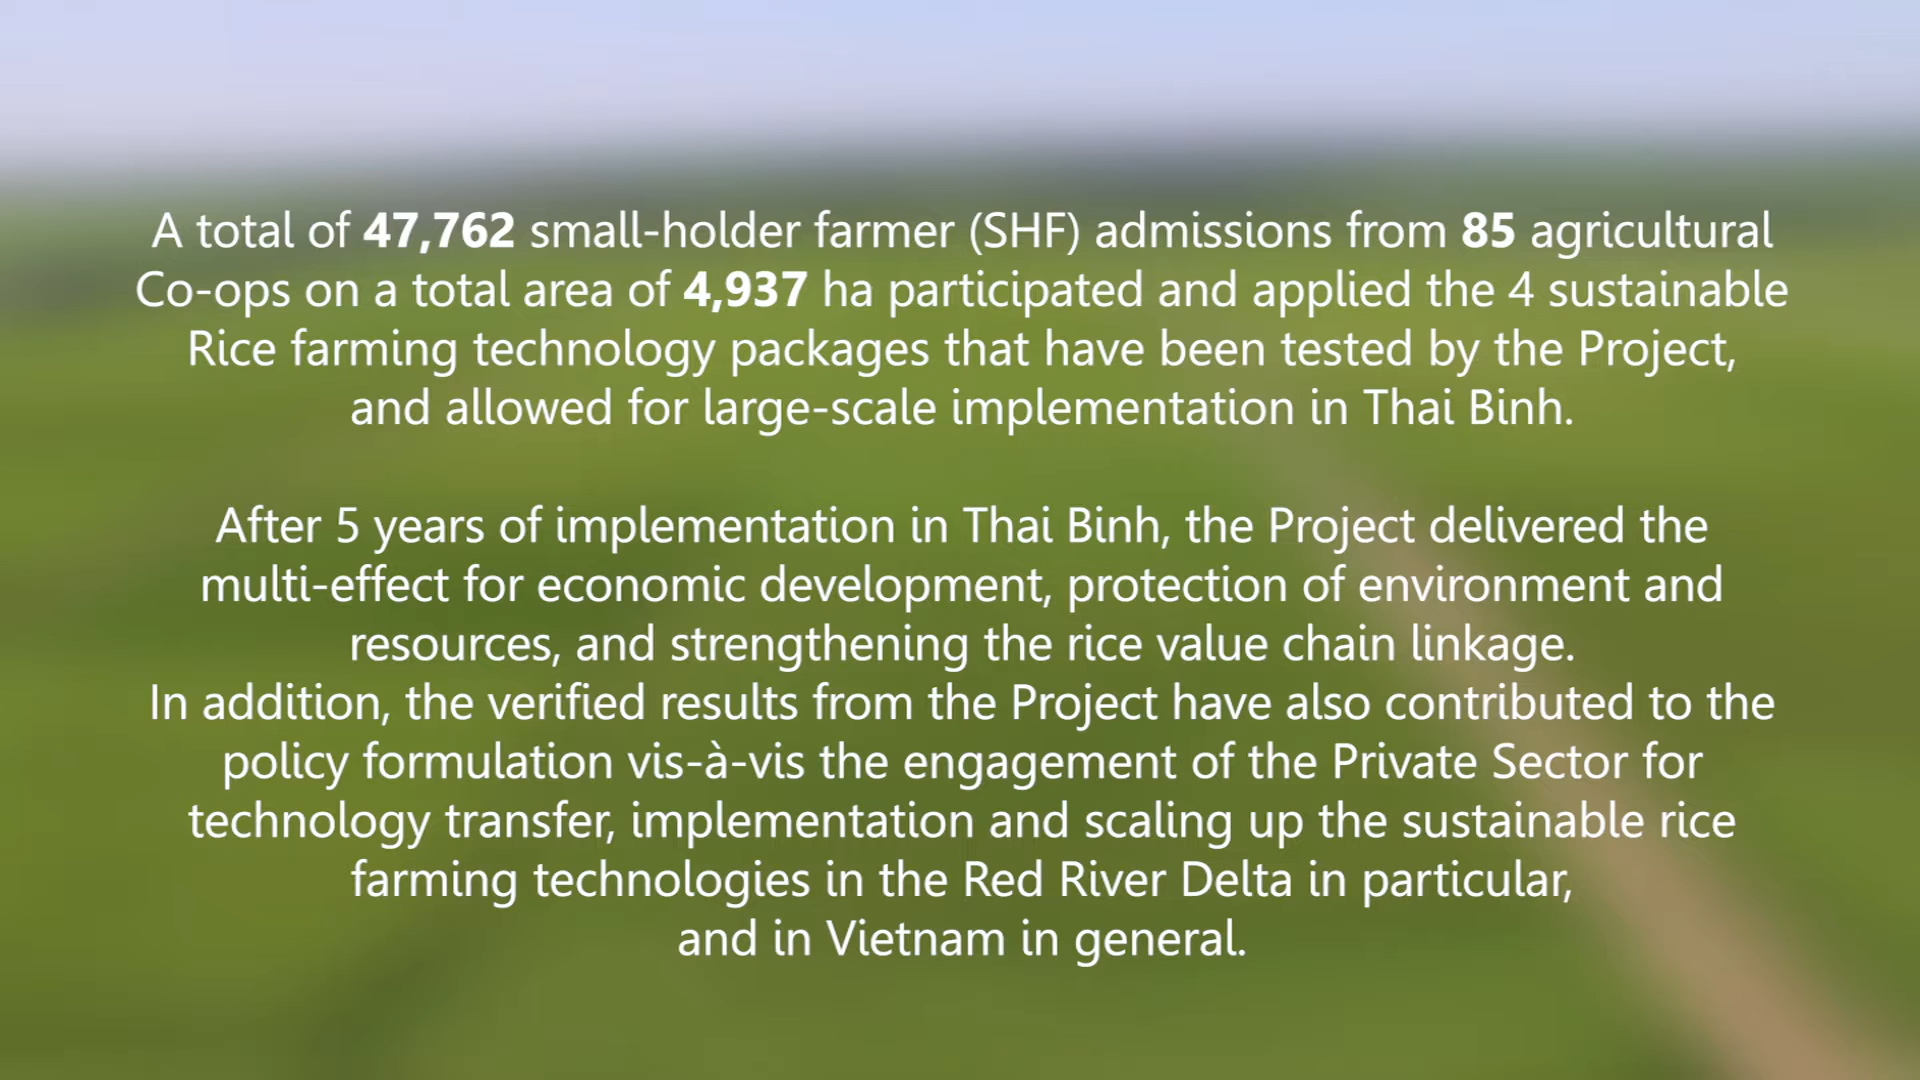 A total of 47,762 small-holder farmer (SHF) admissions from 85 agricultural
Co-ops on a total area of 4,937 ha participated and applied the 4 sustainable
Rice farming technology packages that have been tested by the Project,
and allowed for large-scale implementation in Thai Binh.
After 5 years of implementation in Thai Binh, the Project delivered the
multi-effect for economic development, protection of environment and
resources, and strengthening the rice value chain linkage.
In addition, the verified results from the Project have also contributed to the
policy formulation vis-à-vis the engagement of the Private Sector for
technology transfer, implementation and scaling up the sustainable rice
farming technologies in the Red River Delta in particular,
and in Vietnam in general.